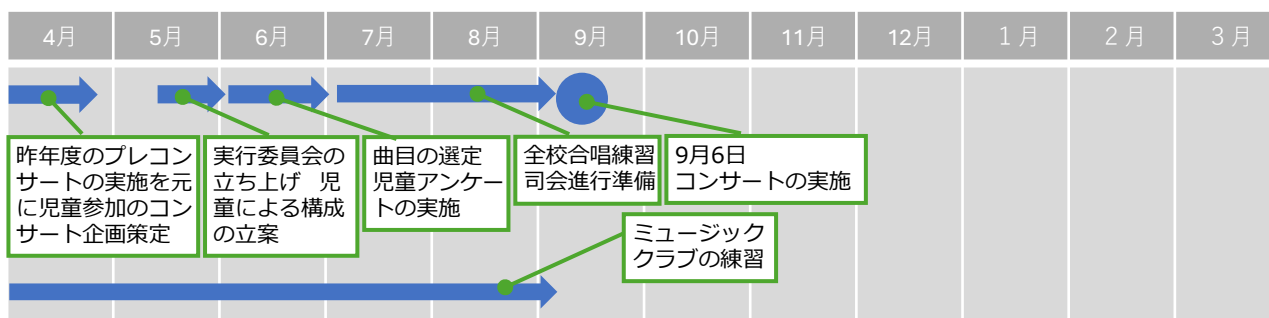 4月 5月 6月 7月 8月 9月 10月 11月 12月 1月 2月 3月
昨年度のプレコン
サートの実施を元
に児童参加のコン
サート企画策定
実行委員会の
立ち上げ 児
童による構成
の立案
曲目の選定
児童アンケー
トの実施
全校合唱練習
司会進行準備
9月6日
コンサートの実施
ミュージック
クラブの練習